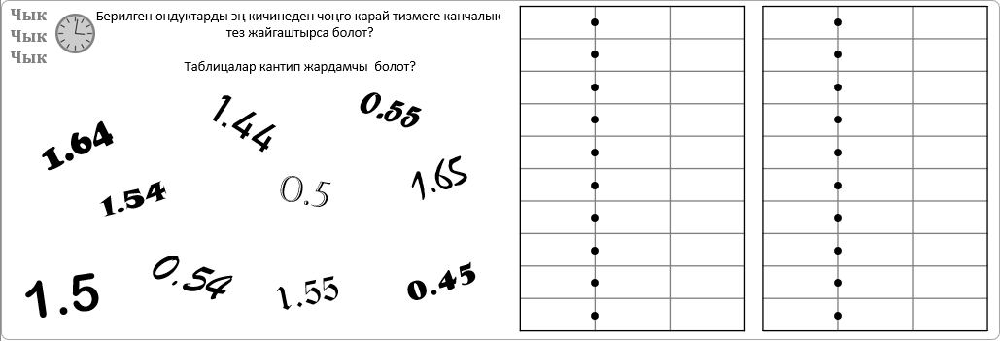 Чык
Чык
Чык
Берилген ондуктарды эң кичинеден чоңго карай тизмеге канчалык
тез жайгаштырса болот?
Таблицалар кантип жардамчы болот?
1.44
0.55
1.64
1.54
0.5
1.65
1.5
0.54
1.55
0.45